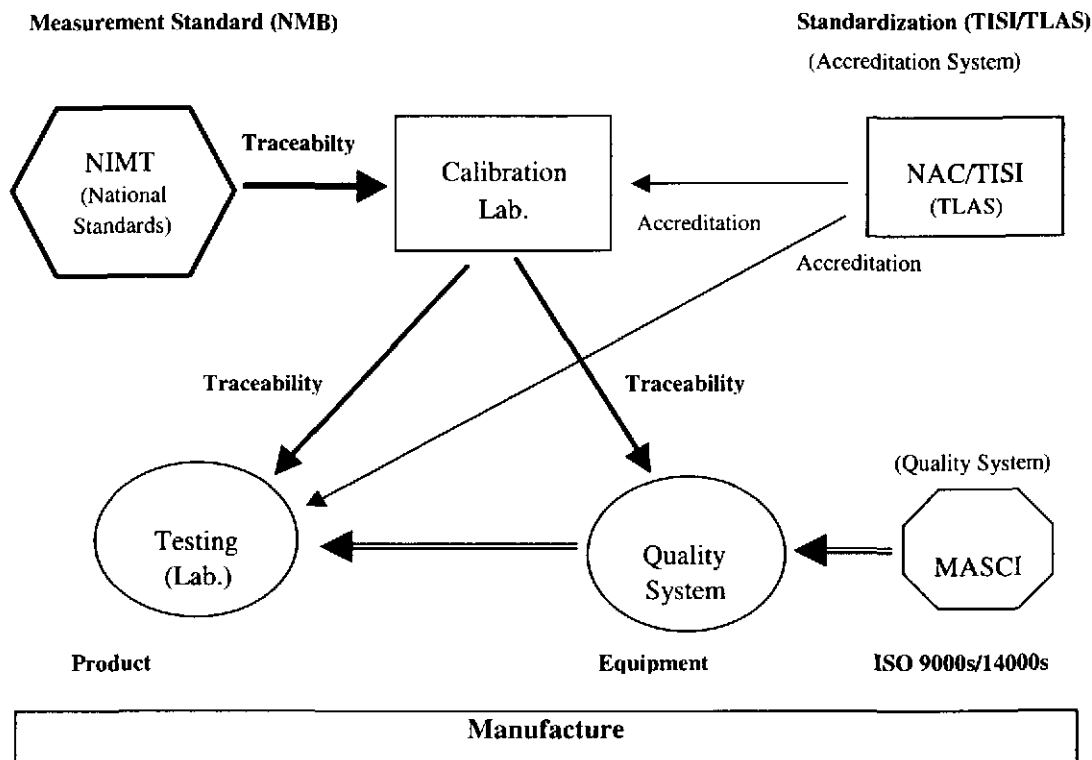 Measurement Standard (NMB)
Standardization (TISI/TLAS)
(Accreditation System)
NIMT
(National
Standards)
Traceabilty
Calibration
Lab.
Accreditation
NAC/TISI
(TLAS)
Accreditation
Traceability
Traceability
(Quality System)
Testing
(Lab.)
Quality
System
MASCI
Product
Equipment
ISO 9000s/14000s
Manufacture